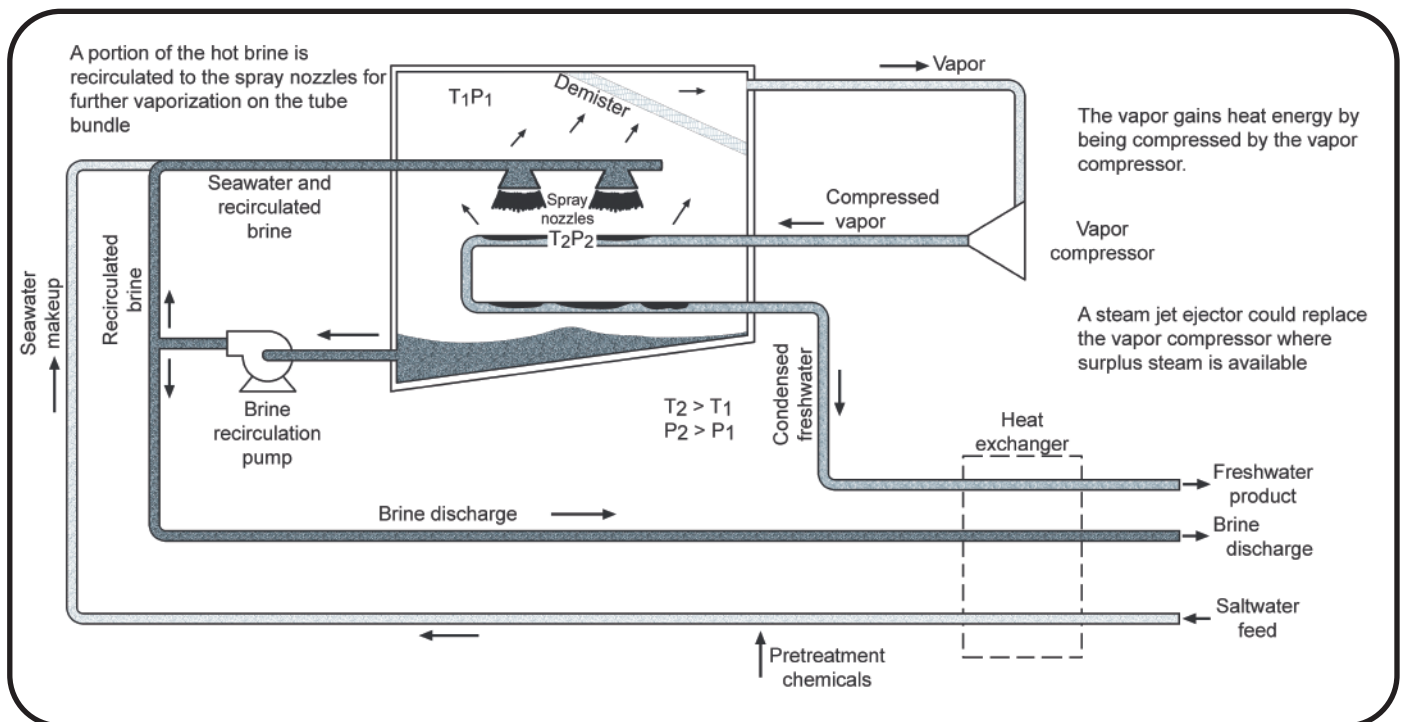 A portion of the hot brine is
recirculated to the spray nozzles for
further vaporization on the tube
bundle
T1P1
Demister
Vapor
The vapor gains heat energy by
being compressed by the vapor
compressor.
Seawater and
recirculated
brine
Spray
nozzles
T2P2
Compressed
vapor
Vapor
compressor
Seawater
makeup
Recirculated
brine
A steam jet ejector could replace
the vapor compressor where
surplus steam is available
Brine
recirculation
pump
T2 > T1
P2 > P1
Condensed
freshwater
Heat
exchanger
Freshwater
product
Brine discharge
Brine
discharge
Saltwater
feed
Pretreatment
chemicals